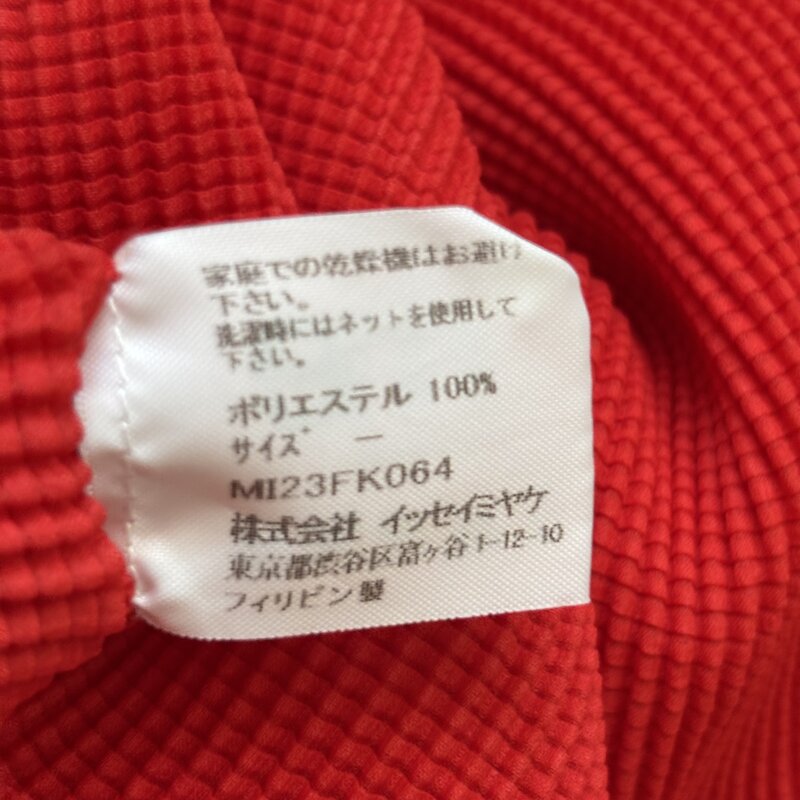 家庭での乾燥機はお避け
下さい。
洗濯時にはネットを使用して
下さい。
ポリエステル 100%
サイズ ー
MI23FK064
株式会社 イッセイミヤケ
東京都渋谷区富ヶ谷1-12-10
フィリピン製